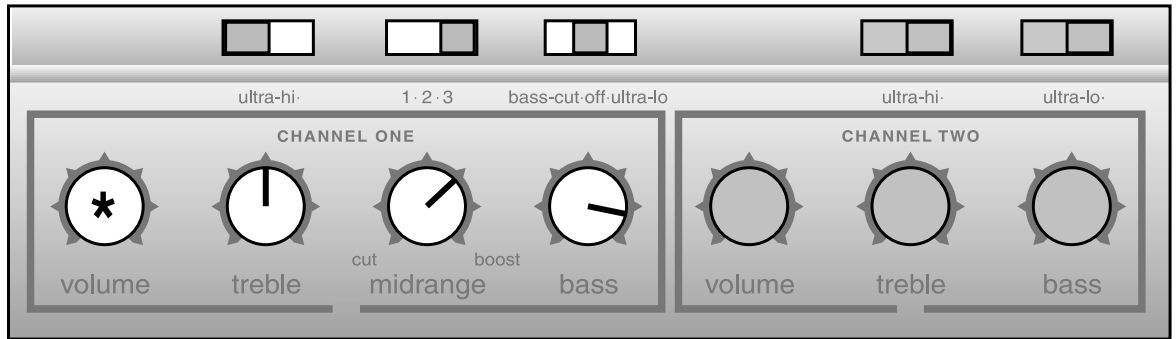 ultra-hi· 1·2·3 bass-cut·off·ultra-lo ultra-hi· ultra-lo·
CHANNEL ONE CHANNEL TWO
*
cut boost
volume treble midrange bass volume treble bass